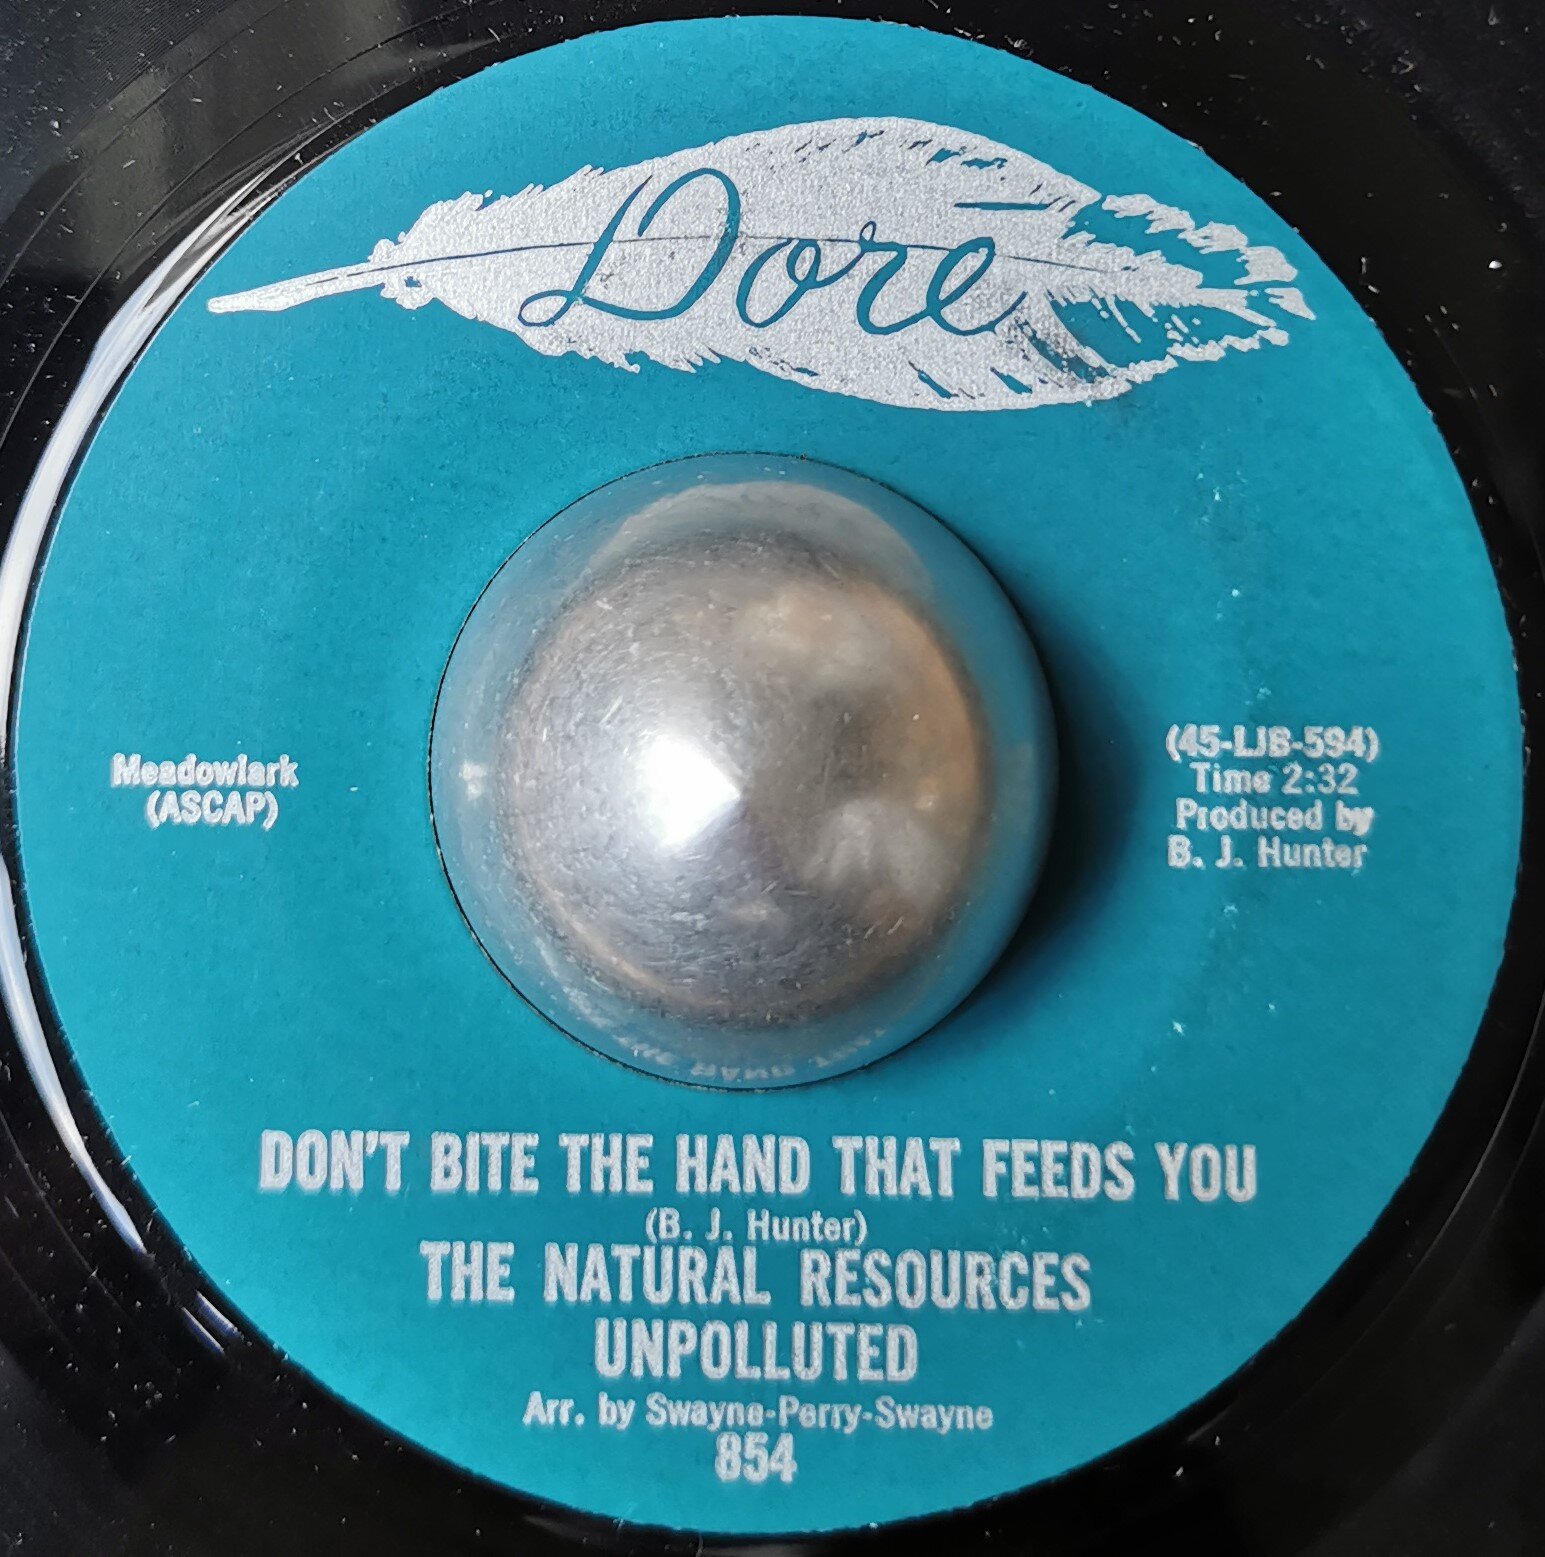 Doré
Meadowlark
(ASCAP)
(45-LJB-594)
Time 2:32
Produced by
B. J. Hunter
DON'T BITE THE HAND THAT FEEDS YOU
(B. J. Hunter)
THE NATURAL RESOURCES
UNPOLLUTED
Arr. by Swayne-Perry-Swayne
854